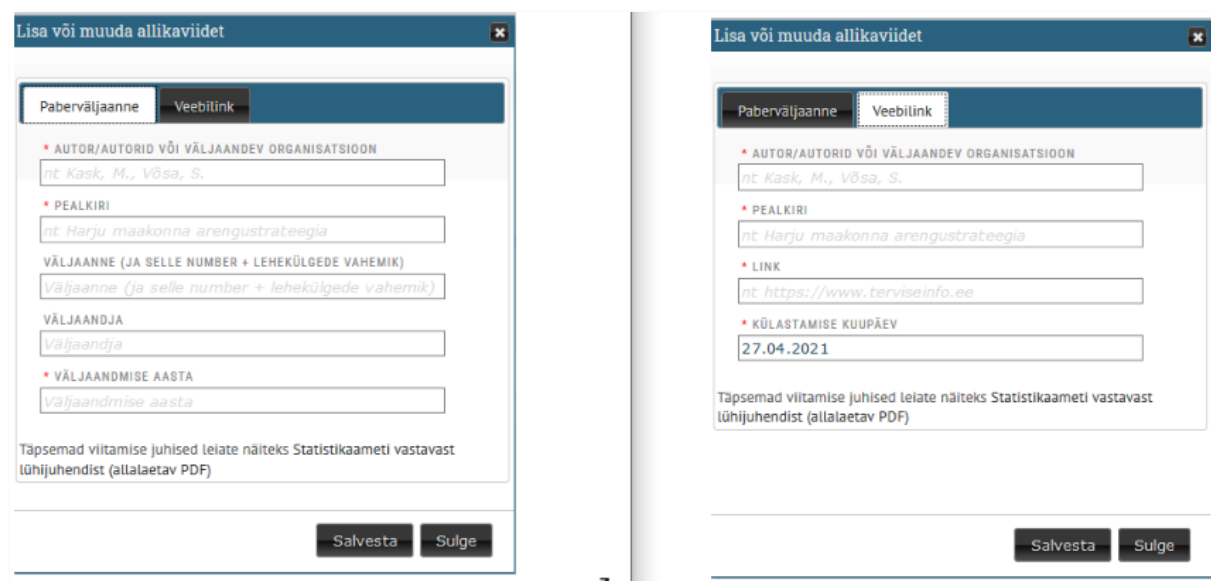 Lisa või muuda allikaviidet
Paberväljaanne
Veebilink
* AUTOR/AUTORID VÕI VÄLJAANDEV ORGANISATSIOON
nt Kask, M., Võsa, S.
* PEALKIRI
nt Harju maakonna arengustrateegia
VÄLJAANNE (JA SELLE NUMBER + LEHEKÜLGEDE VAHEMIK)
Väljaanne (ja selle number + lehekülgede vahemik)
VÄLJAANDJA
Väljaandja
* VÄLJAANDMISE AASTA
Väljaandmise aasta
Täpsemad viitamise juhised leiate näiteks Statistikaameti vastavast
lühijuhendist (allalaetav PDF)
Salvesta
Sulge
Lisa või muuda allikaviidet
Paberväljaanne
Veebilink
* AUTOR/AUTORID VÕI VÄLJAANDEV ORGANISATSIOON
nt Kask, M., Võsa, S.
* PEALKIRI
nt Harju maakonna arengustrateegia
* LINK
nt https://www.terviseinfo.ee
* KÜLASTAMISE KUUPÄEV
27.04.2021
Täpsemad viitamise juhised leiate näiteks Statistikaameti vastavast
lühijuhendist (allalaetav PDF)
Salvesta
Sulge